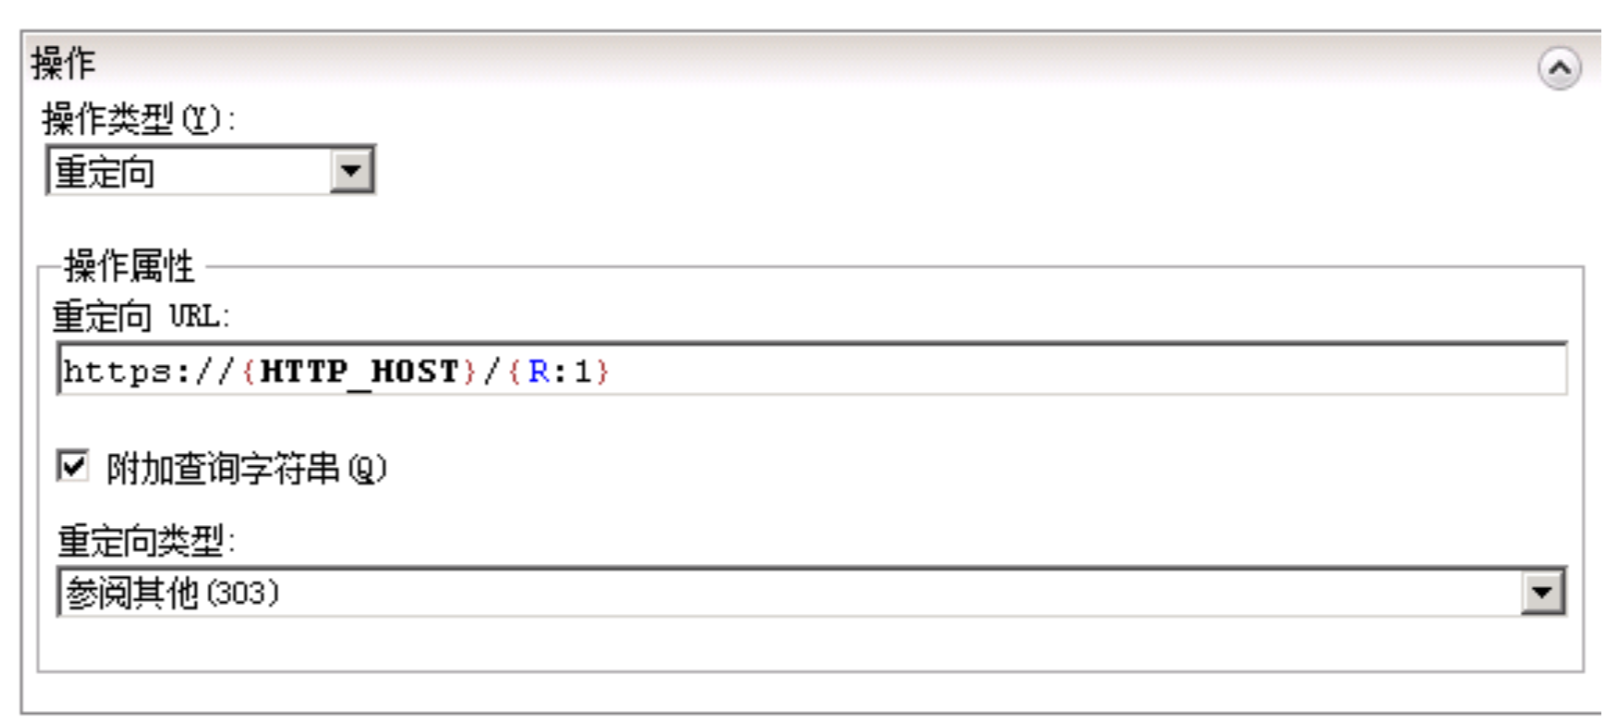 操作
操作类型(Y):
重定向
操作属性
重定向 URL:
https://{HTTP_HOST}/{R:1}
附加查询字符串(Q)
重定向类型:
参阅其他(303)